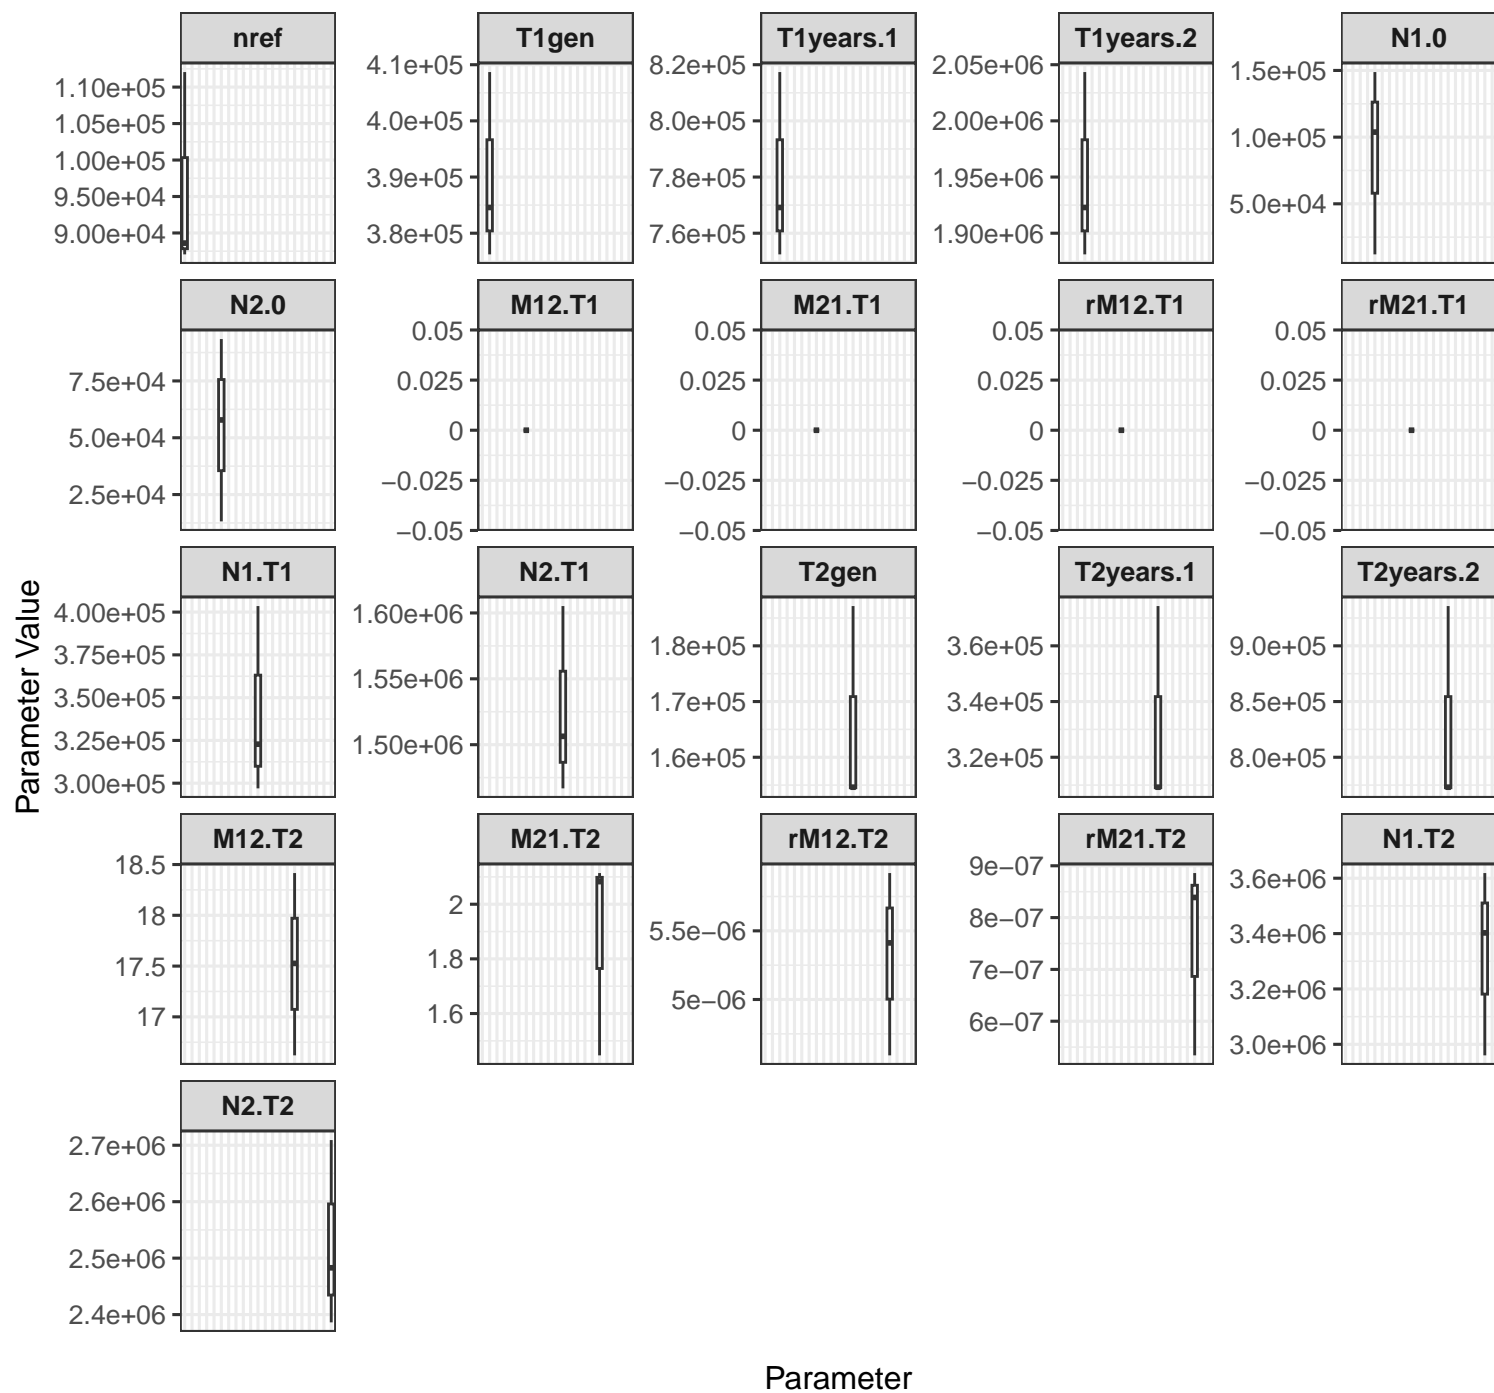 nref
T1gen
T1years.1
T1years.2
N1.0
1.10e+05
1.05e+05
1.00e+05
9.50e+04
9.00e+04
4.1e+05
4.0e+05
3.9e+05
3.8e+05
8.2e+05
8.0e+05
7.8e+05
7.6e+05
2.05e+06
2.00e+06
1.95e+06
1.90e+06
1.5e+05
1.0e+05
5.0e+04
N2.0
M12.T1
M21.T1
rM12.T1
rM21.T1
7.5e+04
5.0e+04
2.5e+04
0.05
0.025
0
−0.025
−0.05
0.05
0.025
0
−0.025
−0.05
0.05
0.025
0
−0.025
−0.05
0.05
0.025
0
−0.025
−0.05
N1.T1
N2.T1
T2gen
T2years.1
T2years.2
4.00e+05
3.75e+05
3.50e+05
3.25e+05
3.00e+05
1.60e+06
1.55e+06
1.50e+06
1.8e+05
1.7e+05
1.6e+05
3.6e+05
3.4e+05
3.2e+05
9.0e+05
8.5e+05
8.0e+05
M12.T2
M21.T2
rM12.T2
rM21.T2
N1.T2
18.5
18
17.5
17
2
1.8
1.6
5.5e−06
5e−06
9e−07
8e−07
7e−07
6e−07
3.6e+06
3.4e+06
3.2e+06
3.0e+06
N2.T2
2.7e+06
2.6e+06
2.5e+06
2.4e+06
Parameter Value
Parameter